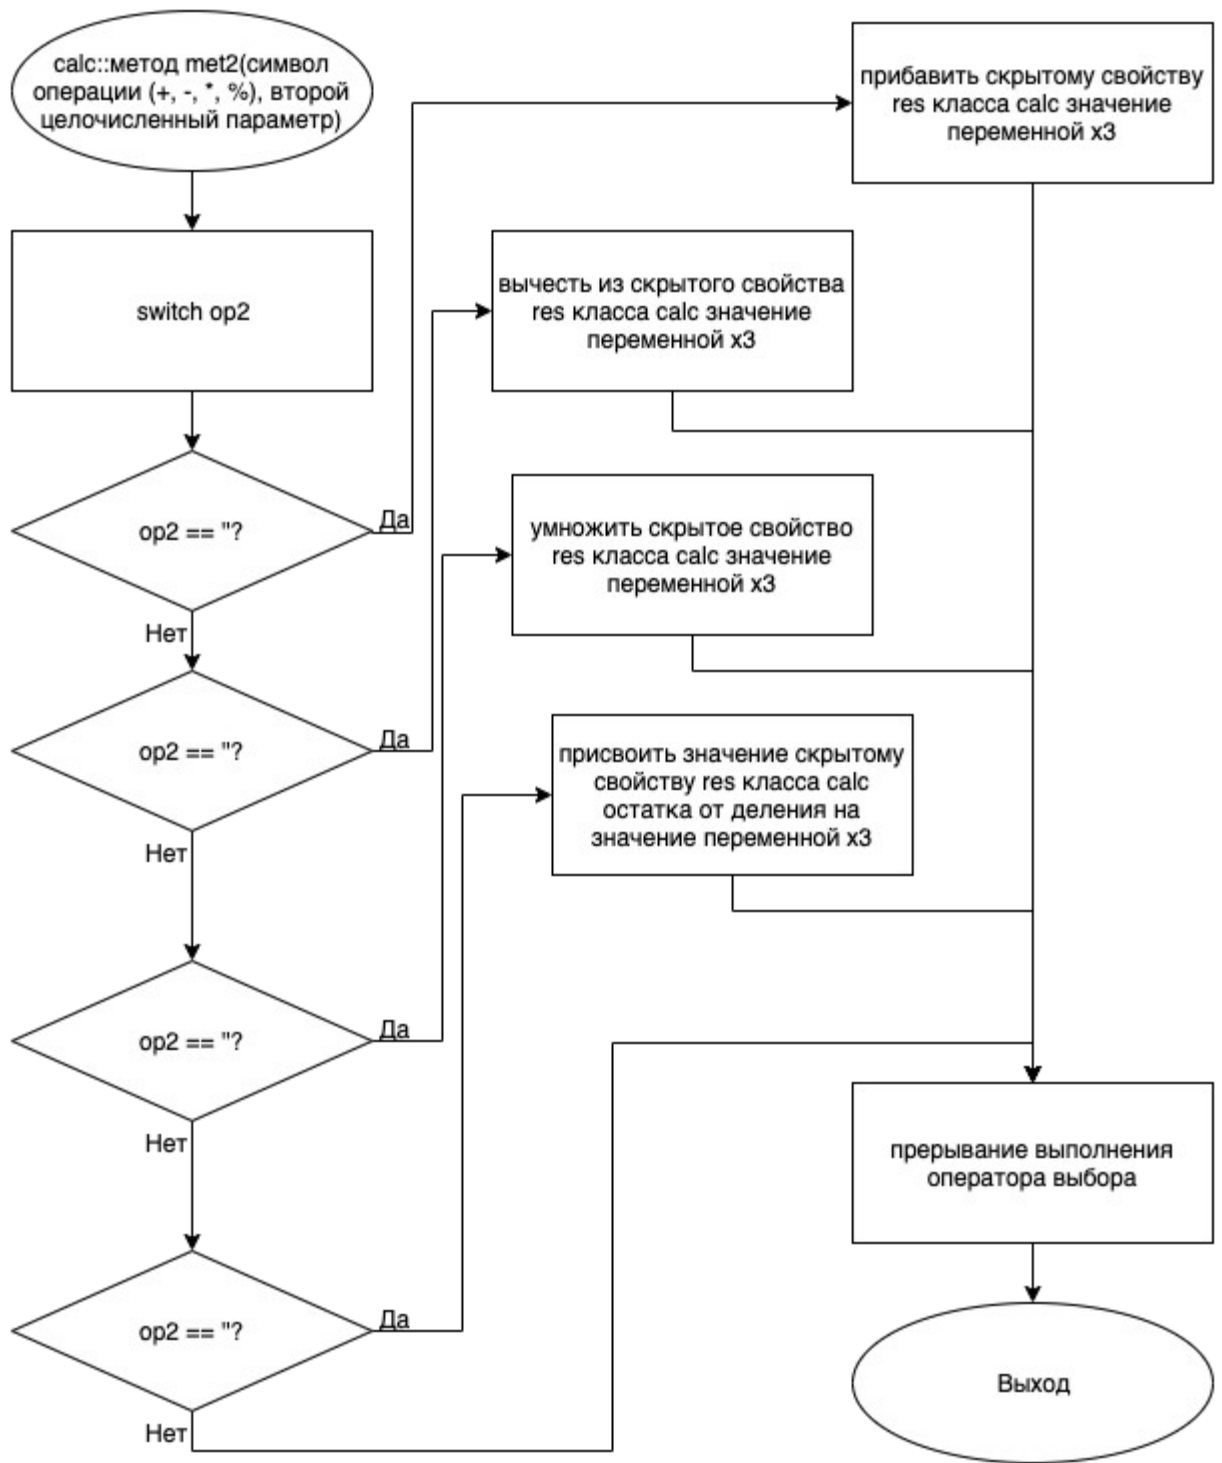 calc::метод met2(символ
операции (+, -, *, %), второй
целочисленный параметр)
прибавить скрытому свойству
res класса calc значение
переменной x3
switch op2
вычесть из скрытого свойства
res класса calc значение
переменной x3
op2 == "?
Да
Нет
умножить скрытое свойство
res класса calc значение
переменной x3
op2 == "?
Да
Нет
присвоить значение скрытому
свойству res класса calc
остатка от деления на
значение переменной x3
op2 == "?
Да
Нет
прерывание выполнения
оператора выбора
op2 == "?
Да
Нет
Выход